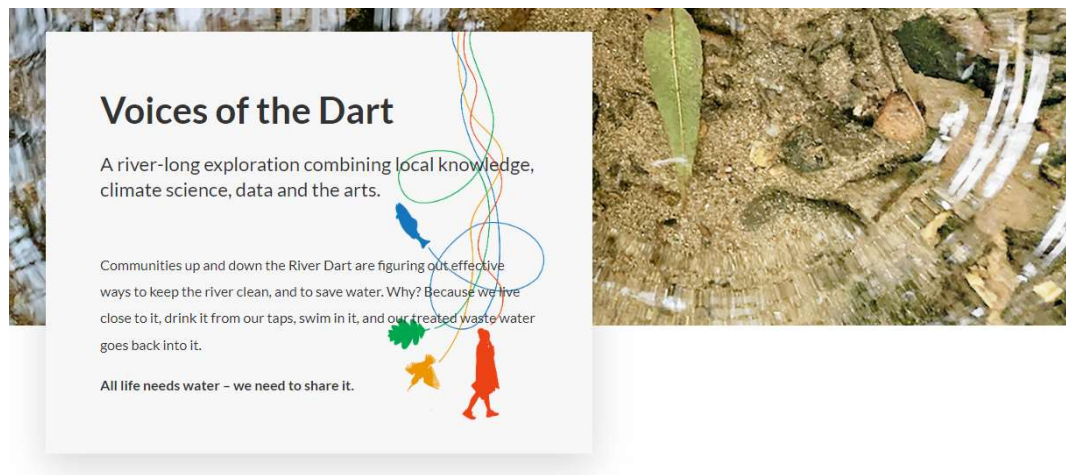 Voices of the Dart
A river-long exploration combining local knowledge,
climate science, data and the arts.
Communities up and down the River Dart are figuring out effective
ways to keep the river clean, and to save water. Why? Because we live
close to it, drink it from our taps, swim in it, and our treated waste water
goes back into it.
All life needs water – we need to share it.